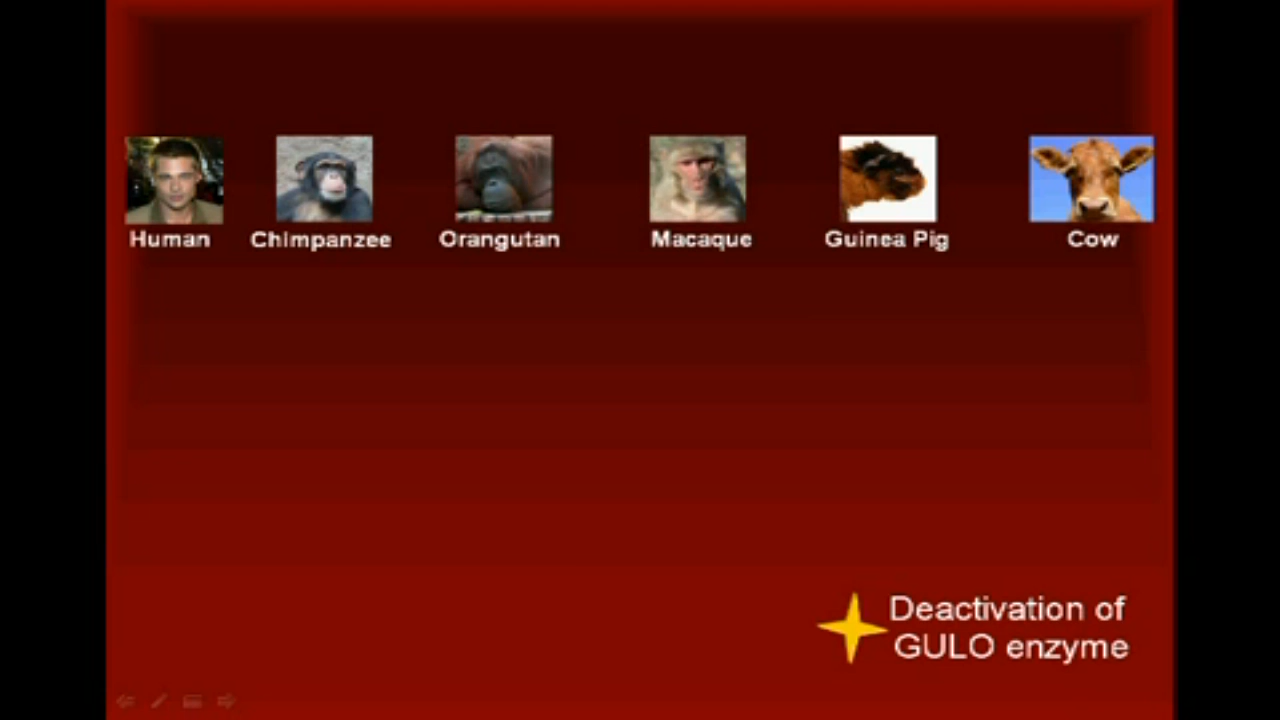 Human
Chimpanzee
Orangutan
Macaque
Guinea Pig
Cow
Deactivation of
GULO enzyme